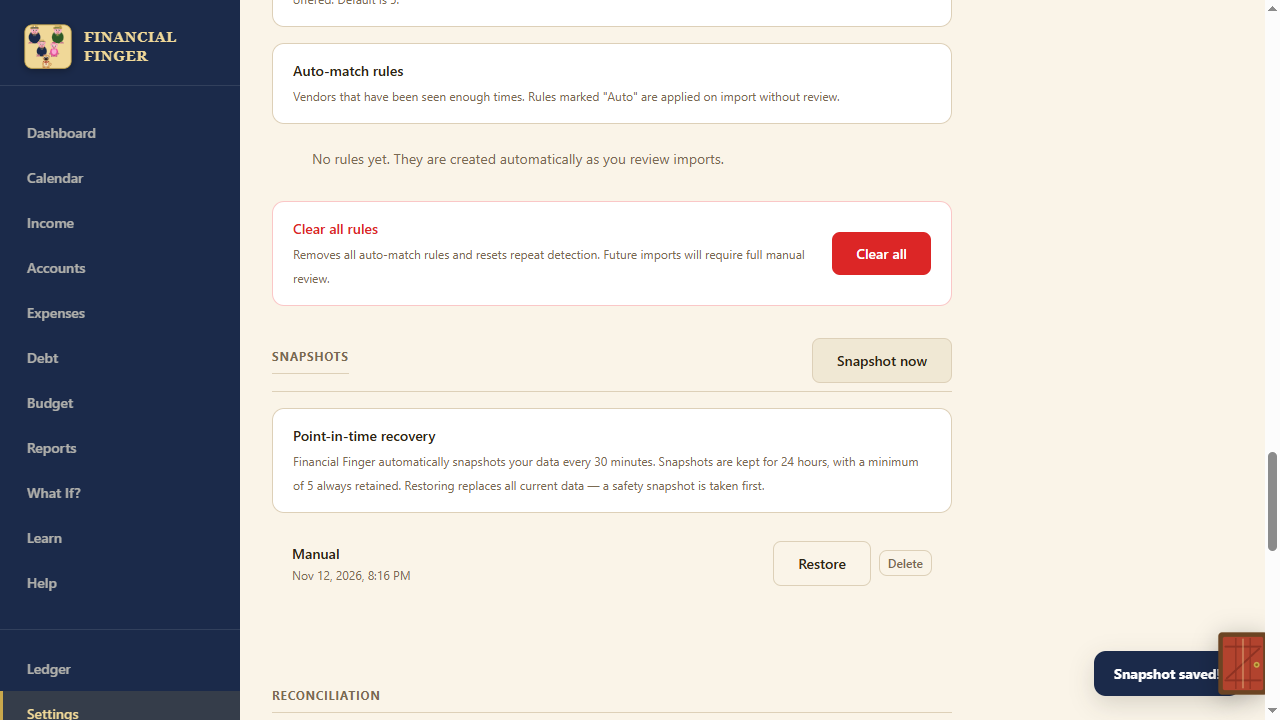 FINANCIAL
FINGER
Dashboard
Calendar
Income
Accounts
Expenses
Debt
Budget
Reports
What If?
Learn
Help
Ledger
Settings
offered. Default is 5.
Auto-match rules
Vendors that have been seen enough times. Rules marked "Auto" are applied on import without review.
No rules yet. They are created automatically as you review imports.
Clear all rules
Removes all auto-match rules and resets repeat detection. Future imports will require full manual
review.
Clear all
SNAPSHOTS
Snapshot now
Point-in-time recovery
Financial Finger automatically snapshots your data every 30 minutes. Snapshots are kept for 24 hours, with a minimum
of 5 always retained. Restoring replaces all current data — a safety snapshot is taken first.
Manual
Nov 12, 2026, 8:16 PM
Restore
Delete
RECONCILIATION
Snapshot saved!